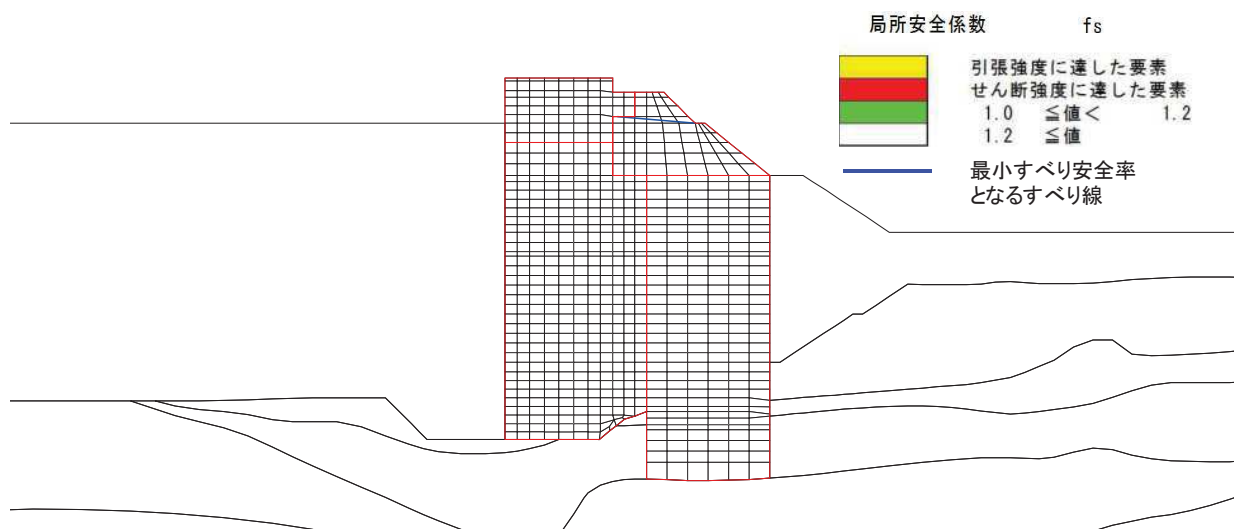 局所安全係数 fs
引張強度に達した要素
せん断強度に達した要素
1.0 ≦値< 1.2
1.2 ≦値
最小すべり安全率
となるすべり線